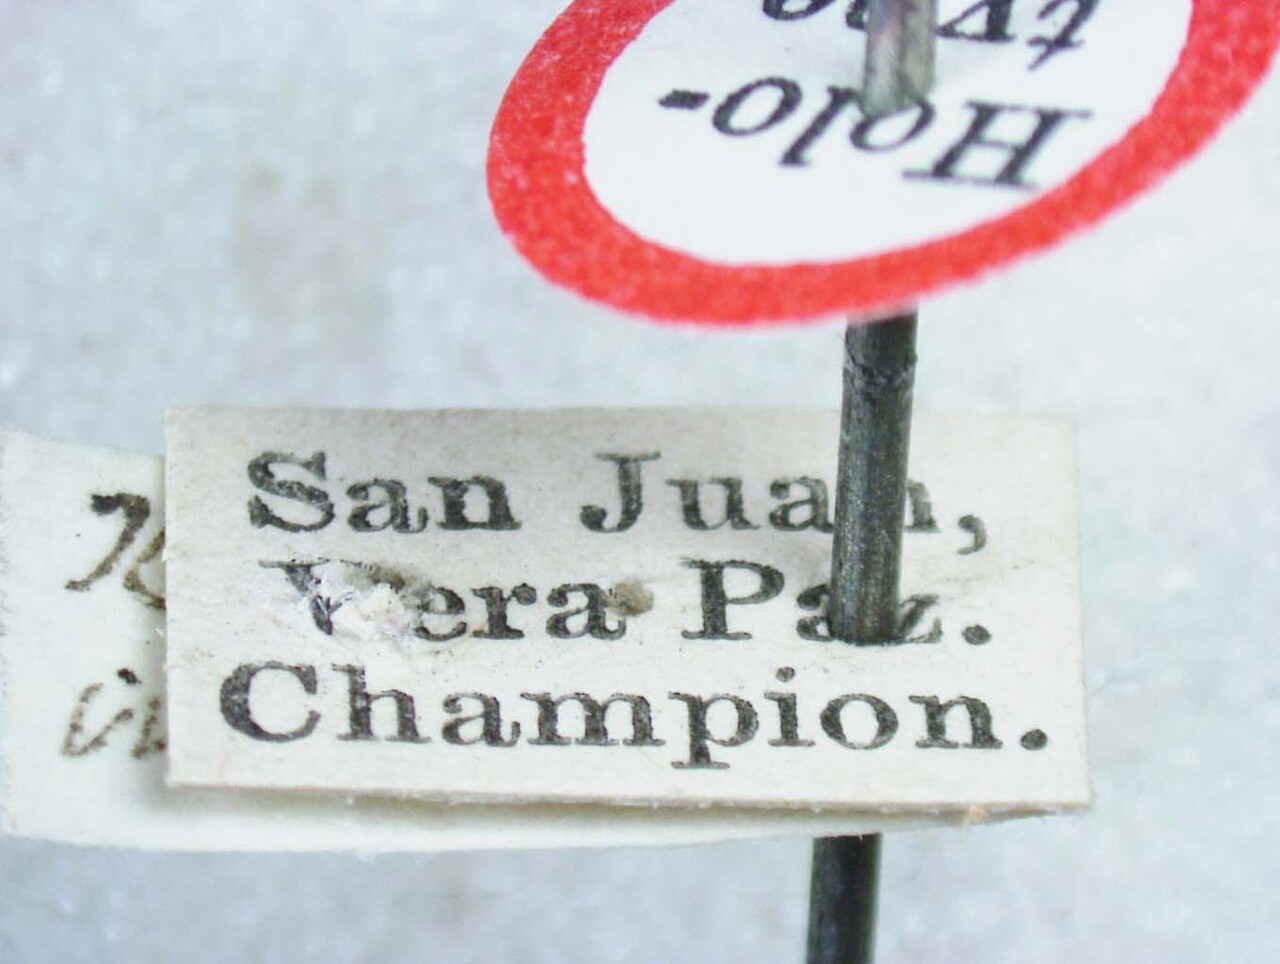 Holo-
type
San Juan,
Vera Paz.
Champion.